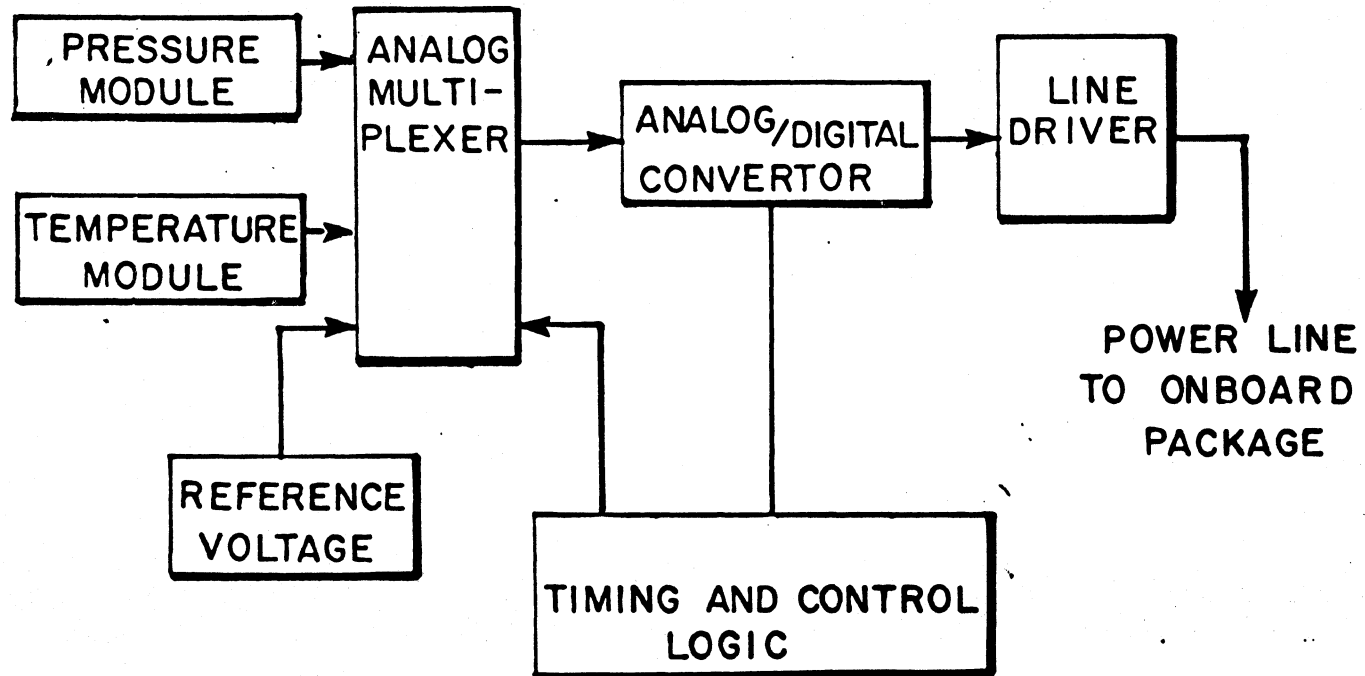 PRESSURE
MODULE
ANALOG
MULTI-
PLEXER
ANALOG/DIGITAL
CONVERTOR
LINE
DRIVER
TEMPERATURE
MODULE
POWER LINE
TO ONBOARD
PACKAGE
REFERENCE
VOLTAGE
TIMING AND CONTROL
LOGIC